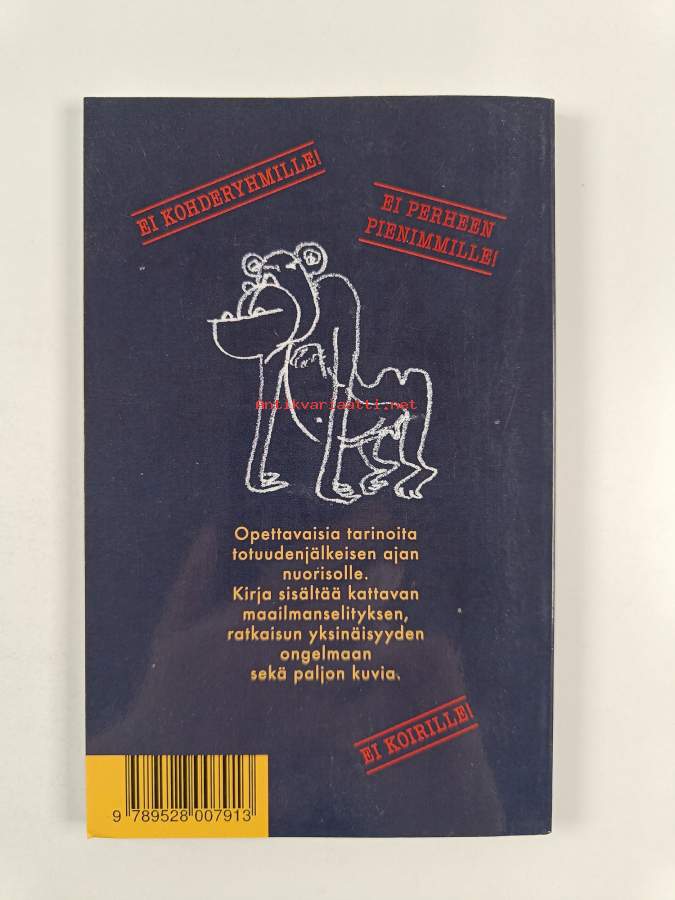 EI KOHDERYHMILLE!
EI PERHEEN
PIENIMMILLE!
antikvariaatti.net
Opettavaisia tarinoita
totuudenjälkeisen ajan
nuorisolle.
Kirja sisältää kattavan
maailmanselityksen,
ratkaisun yksinäisyyden
ongelmaan
sekä paljon kuvia.
EI KOIRILLE!
9 789528 007913